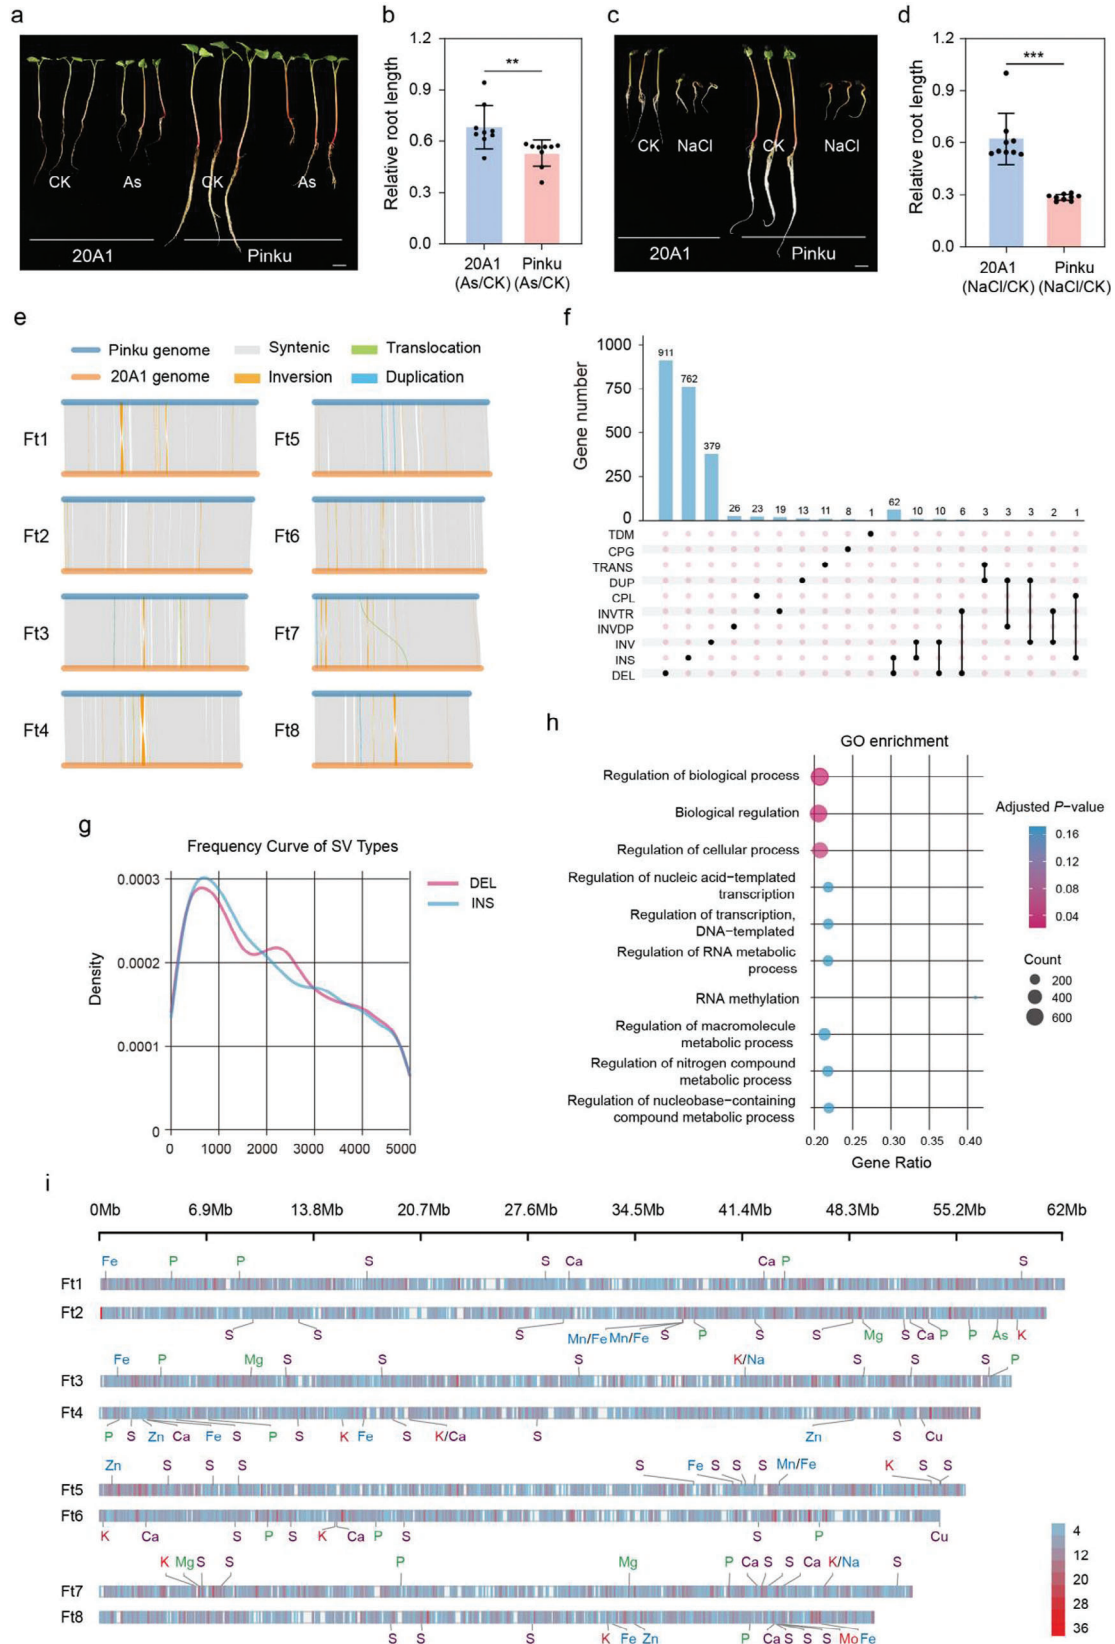 a
CK
As
CK
As
20A1
Pinku
b
Relative root length
1.2
0.9
0.6
0.3
0.0
**
20A1 Pinku
(As/CK) (As/CK)
c
CK
NaCl
CK
NaCl
20A1
Pinku
d
Relative root length
1.2
0.9
0.6
0.3
0.0
***
20A1 Pinku
(NaCl/CK) (NaCl/CK)
e
Pinku genome
Syntenic
Translocation
20A1 genome
Inversion
Duplication
Ft1
Ft5
Ft2
Ft6
Ft3
Ft7
Ft4
Ft8
f
Gene number
1000
750
500
250
0
911
762
379
26
23
19
13
11
8
1
62
10
10
6
3
3
3
2
1
TDM
CPG
TRANS
DUP
CPL
INVTR
INVDP
INV
INS
DEL
g
Frequency Curve of SV Types
Density
0.0003
0.0002
0.0001
0
0 1000 2000 3000 4000 5000
DEL
INS
h
GO enrichment
Regulation of biological process
Biological regulation
Regulation of cellular process
Regulation of nucleic acid−templated
transcription
Regulation of transcription,
DNA−templated
Regulation of RNA metabolic
process
RNA methylation
Regulation of macromolecule
metabolic process
Regulation of nitrogen compound
metabolic process
Regulation of nucleobase−containing
compound metabolic process
0.20 0.25 0.30 0.35 0.40
Gene Ratio
Adjusted P−value
0.16
0.12
0.08
0.04
Count
200
400
600
i
0Mb 6.9Mb 13.8Mb 20.7Mb 27.6Mb 34.5Mb 41.4Mb 48.3Mb 55.2Mb 62Mb
Fe P P S S Ca Ca P S
Ft1
Ft2
S S S Mn/Fe Mn/Fe S P S S Mg S Ca P P As K
Fe P Mg S S S K/Na S S S P
Ft3
Ft4
P S Zn Ca Fe S P S K Fe S K/Ca S Zn S Cu
Zn S S S S Fe S S S Mn/Fe K S S
Ft5
Ft6
K Ca S P S K Ca P S S P Cu
K Mg S S P Mg P Ca S S Ca K/Na S
Ft7
Ft8
S S S K Fe Zn P Ca S S S Mo Fe
4
12
20
28
36